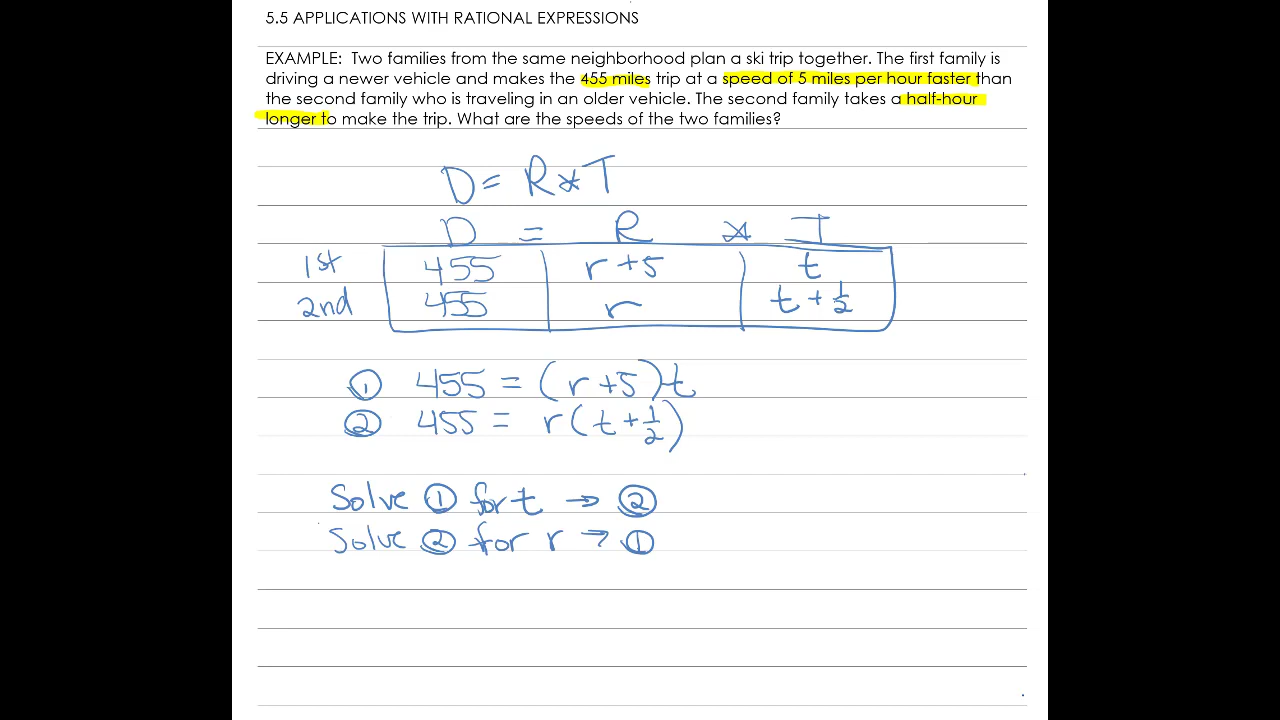 5.5 APPLICATIONS WITH RATIONAL EXPRESSIONS
EXAMPLE: Two families from the same neighborhood plan a ski trip together. The first family is
driving a newer vehicle and makes the 455 miles trip at a speed of 5 miles per hour faster than
the second family who is traveling in an older vehicle. The second family takes a half-hour
longer to make the trip. What are the speeds of the two families?
D = R * T
D = R * T
1st 455 r + 5 t
2nd 455 r t + 1/2
① 455 = (r + 5)t
② 455 = r(t + 1/2)
Solve ① for t → ②
Solve ② for r → ①